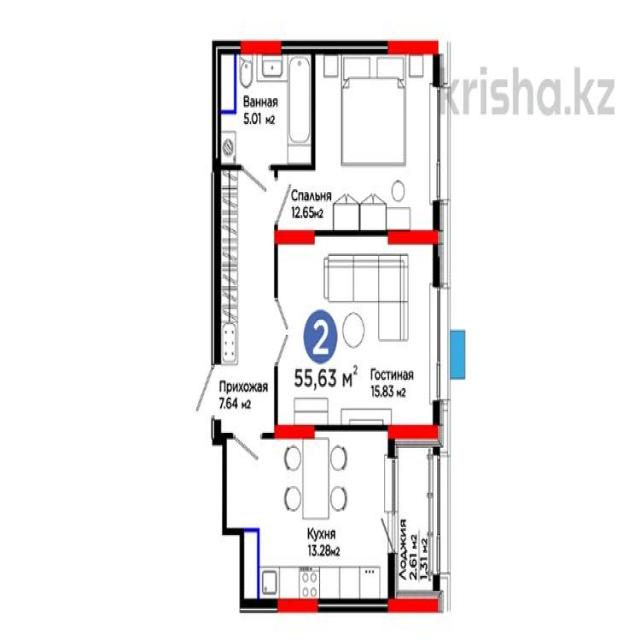 krisha.kz
Ванная
5.01 м2
Спальня
12.65м2
2
55,63 м2
Гостиная
15.83 м2
Прихожая
7.64 м2
Кухня
13.28м2
Лоджия
2.61 м2
1.31 м2